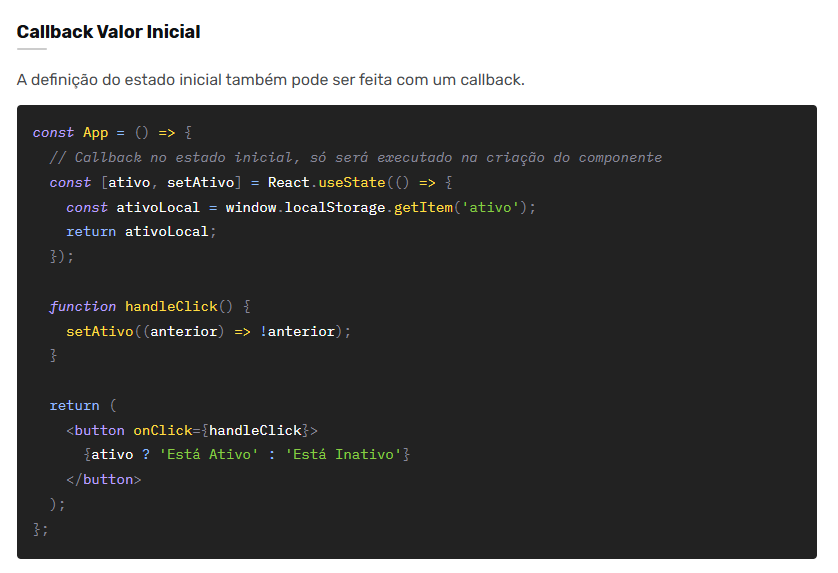 Callback Valor Inicial
A definição do estado inicial também pode ser feita com um callback.
const App = () => {
  // Callback no estado inicial, só será executado na criação do componente
  const [ativo, setAtivo] = React.useState(() => {
    const ativoLocal = window.localStorage.getItem('ativo');
    return ativoLocal;
  });

  function handleClick() {
    setAtivo((anterior) => !anterior);
  }

  return (
    <button onClick={handleClick}>
      {ativo ? 'Está Ativo' : 'Está Inativo'}
    </button>
  );
};